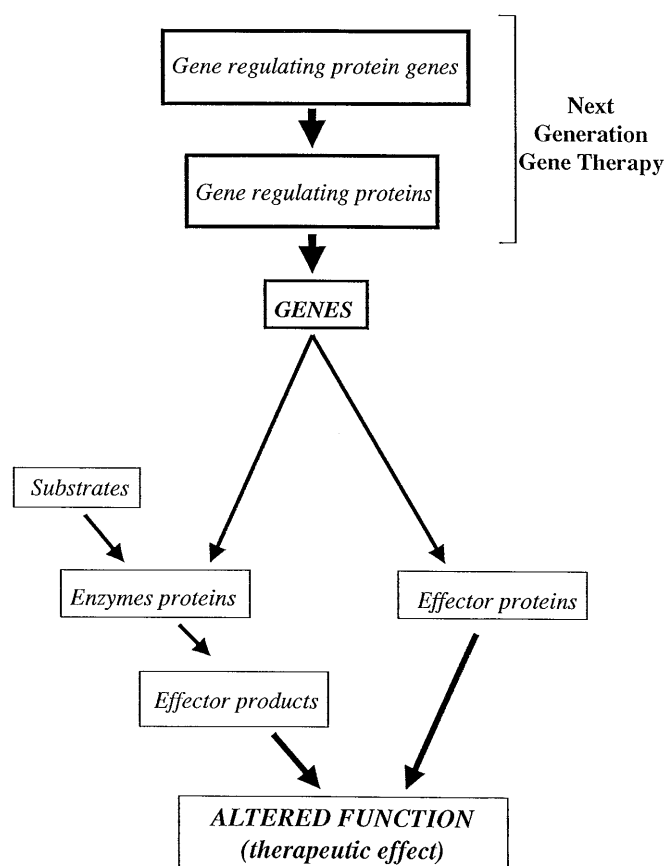 Gene regulating protein genes
Next
Generation
Gene Therapy
Gene regulating proteins
GENES
Substrates
Enzymes proteins
Effector proteins
Effector products
ALTERED FUNCTION
(therapeutic effect)